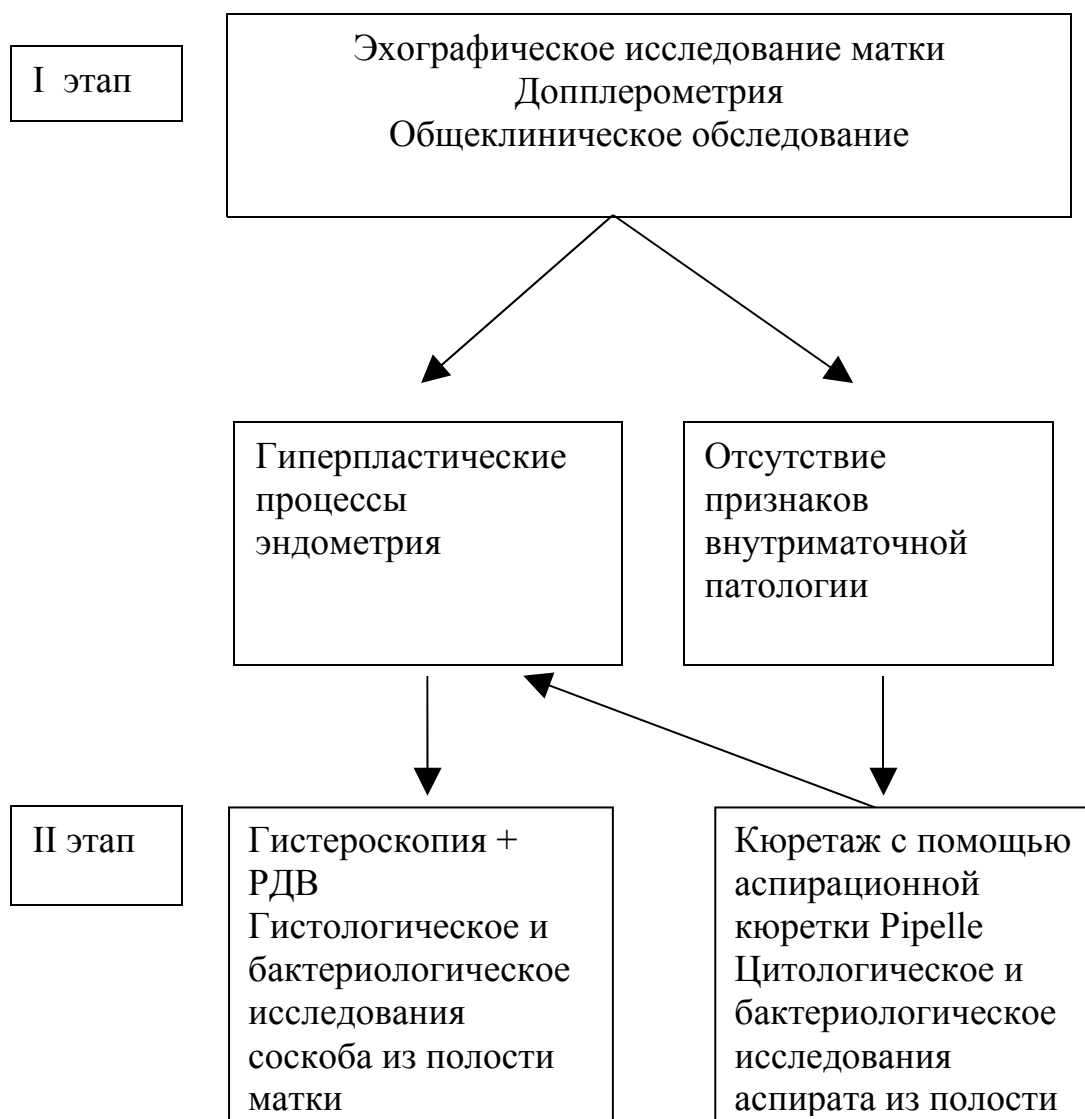 I этап
Эхографическое исследование матки
Допплерометрия
Общеклиническое обследование
Гиперпластические
процессы
эндометрия
Отсутствие
признаков
внутриматочной
патологии
II этап
Гистероскопия +
РДВ
Гистологическое и
бактериологическое
исследования
соскоба из полости
матки
Кюретаж с помощью
аспирационной
кюретки Pipelle
Цитологическое и
бактериологическое
исследования
аспирата из полости